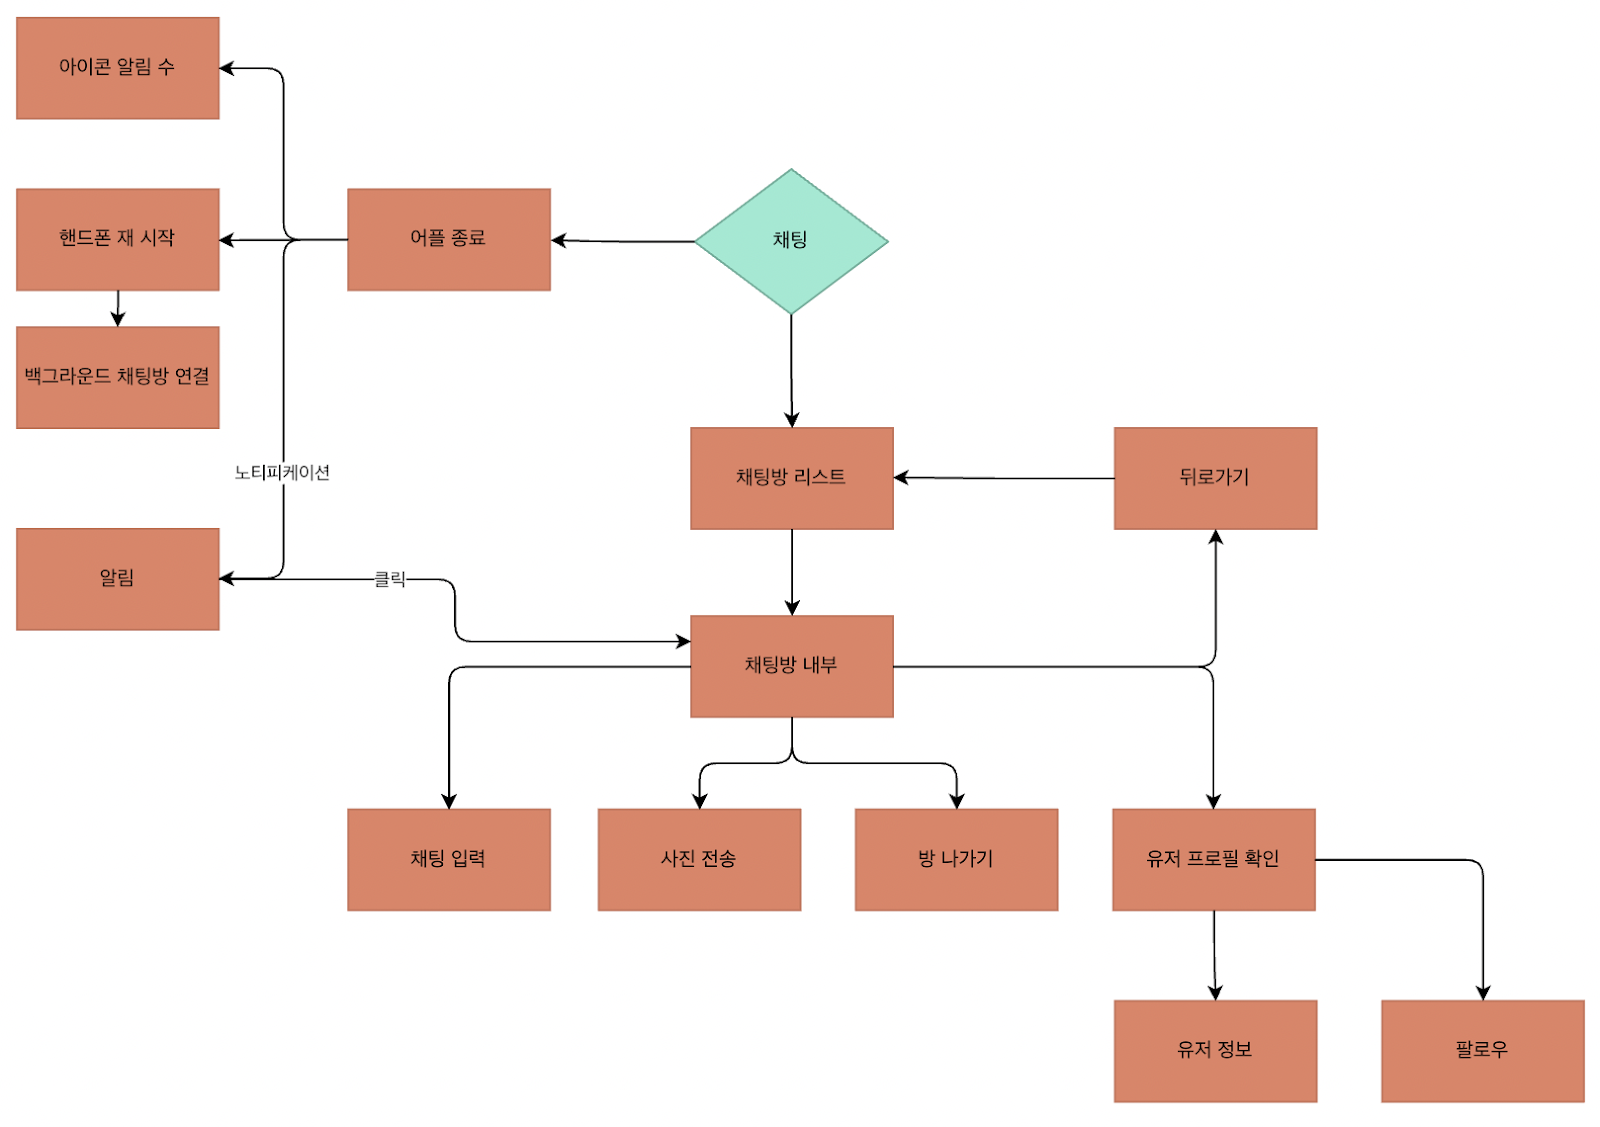 아이콘 알림 수
핸드폰 재 시작
어플 종료
채팅
백그라운드 채팅방 연결
노티피케이션
채팅방 리스트
뒤로가기
알림
클릭
채팅방 내부
채팅 입력
사진 전송
방 나가기
유저 프로필 확인
유저 정보
팔로우